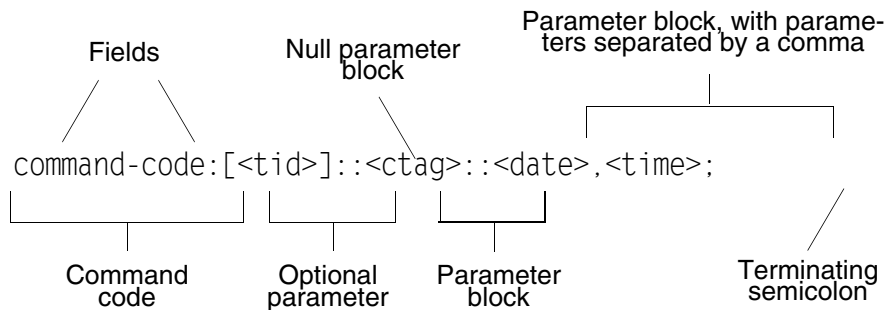 Parameter block, with parame-
ters separated by a comma
Fields
Null parameter
block
command-code:[<tid>]::<ctag>::<date>,<time>;
Command
code
Optional
parameter
Parameter
block
Terminating
semicolon